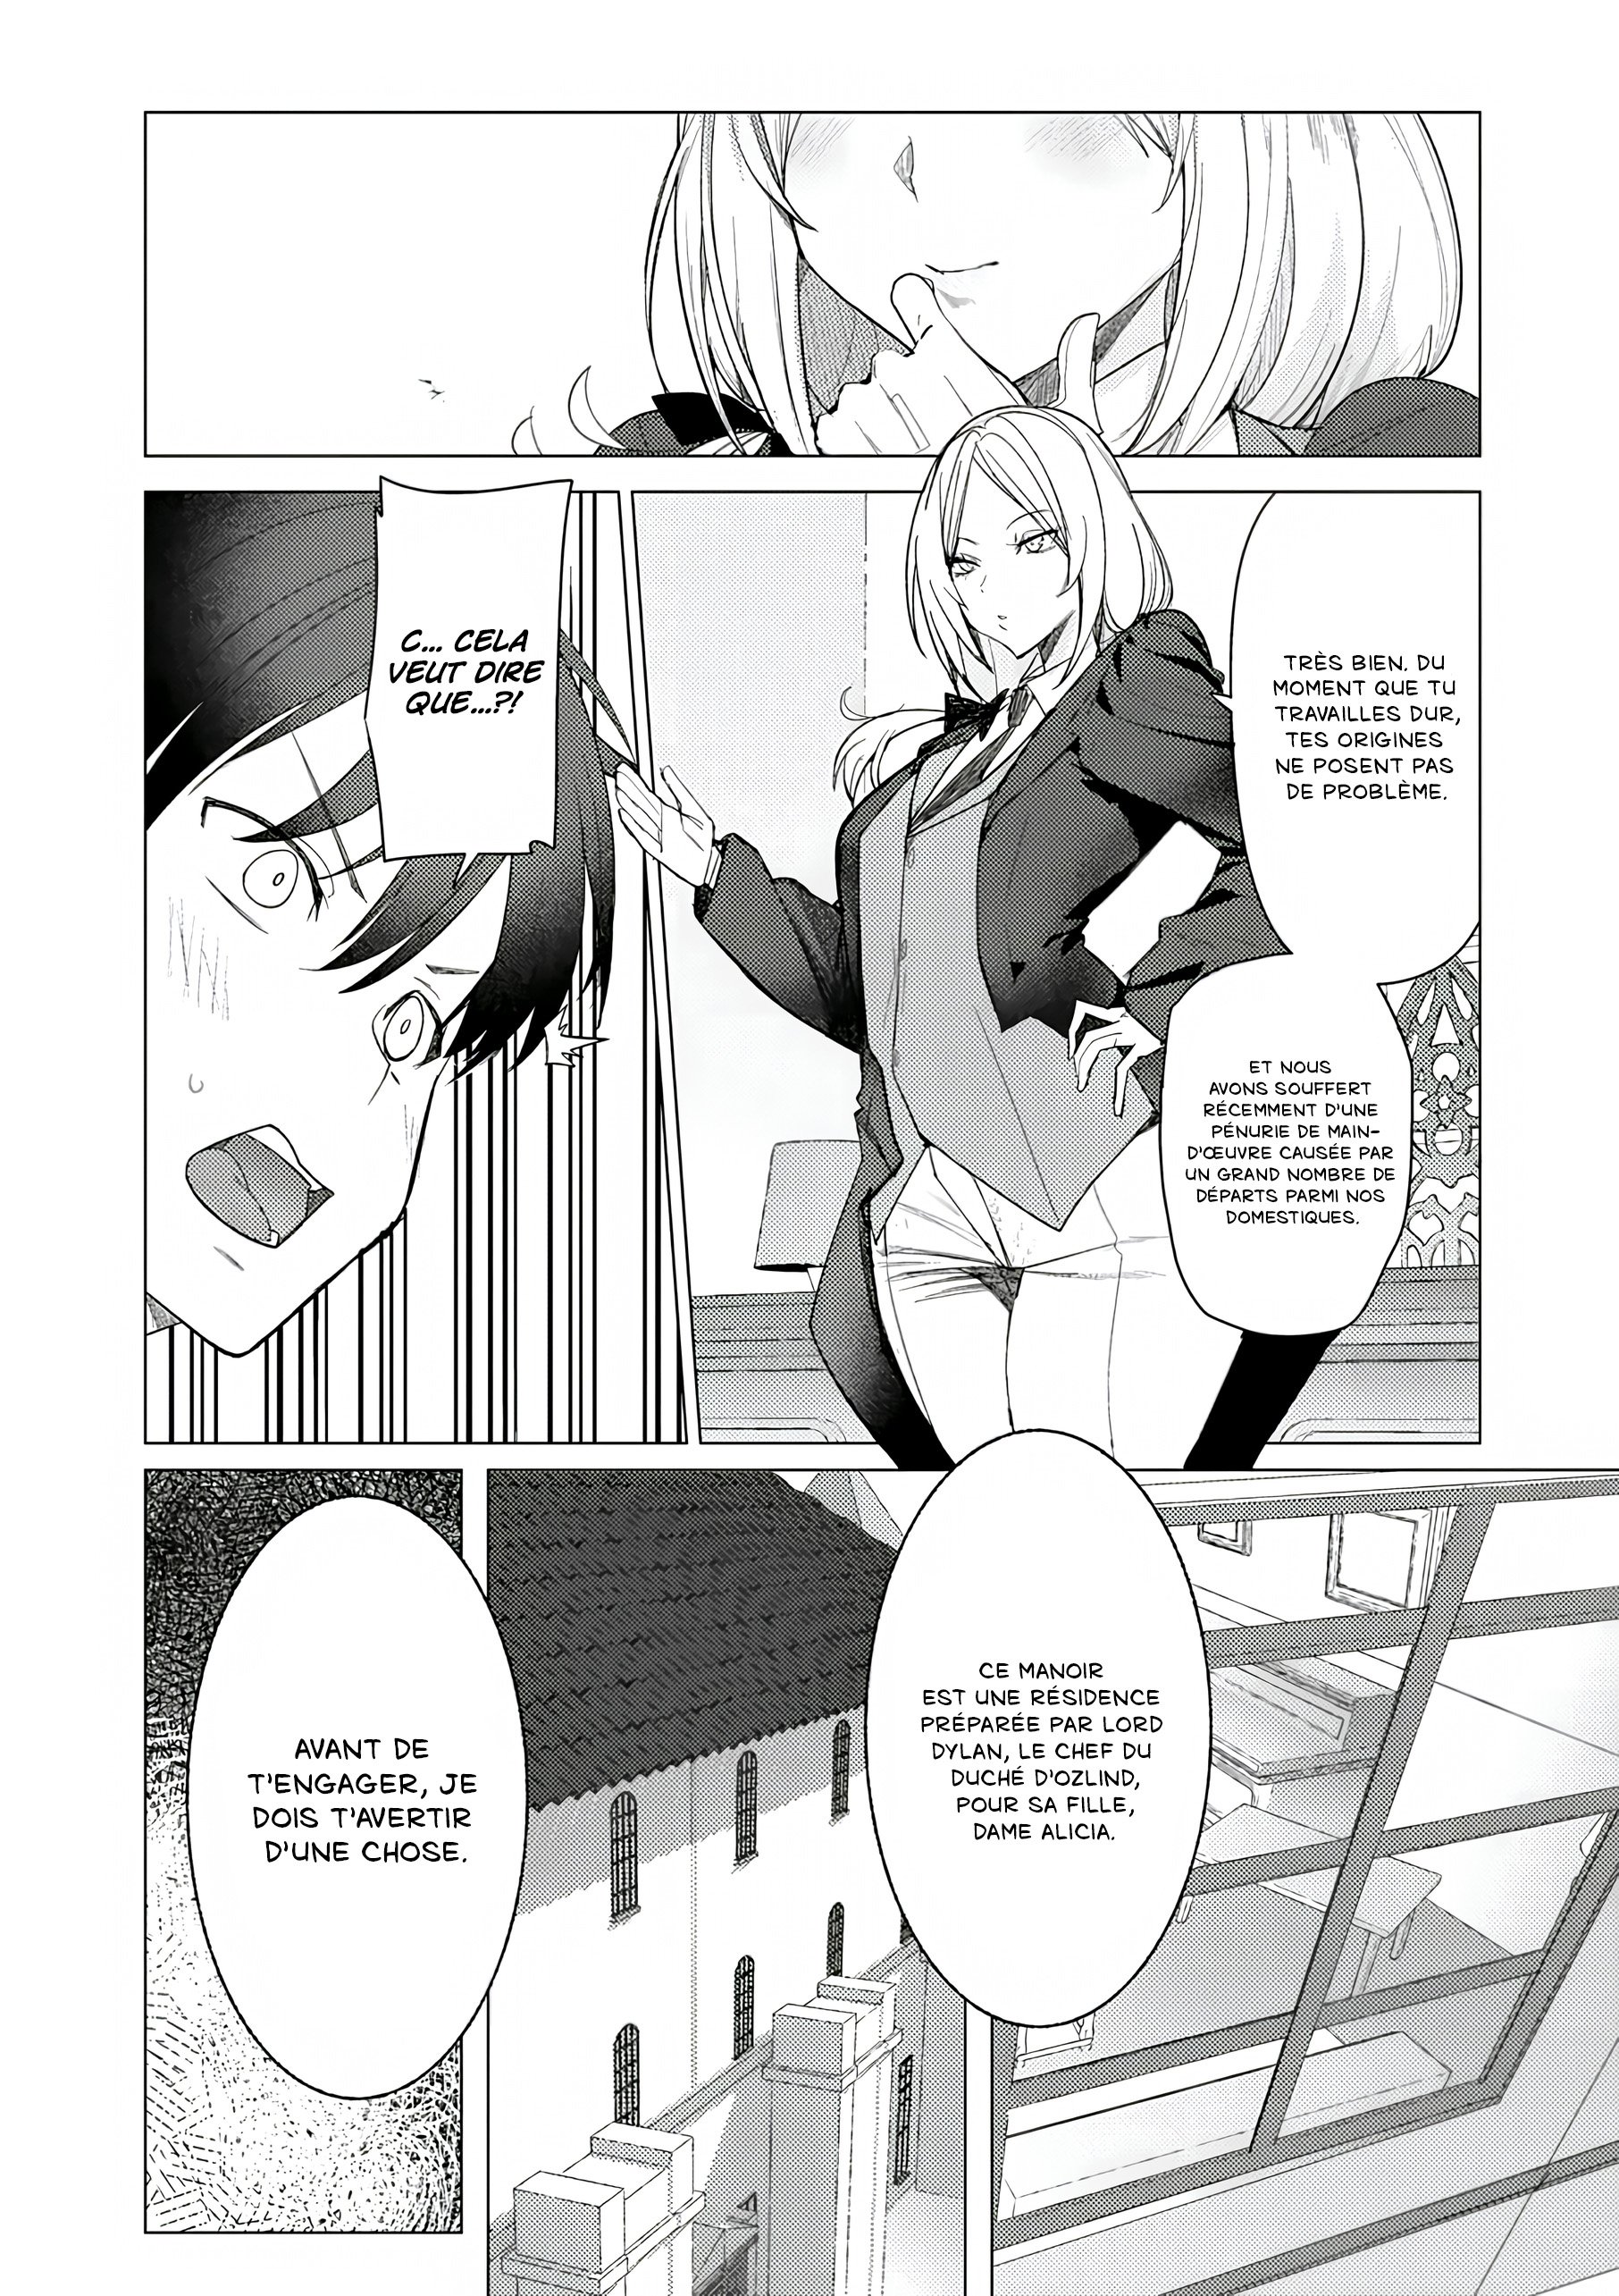 TRÈS BIEN. DU
MOMENT QUE TU
TRAVAILLES DUR,
TES ORIGINES
NE POSENT PAS
DE PROBLÈME.
ET NOUS
AVONS SOUFFERT
RÉCEMMENT D'UNE
PÉNURIE DE MAIN-
D'ŒUVRE CAUSÉE PAR
UN GRAND NOMBRE DE
DÉPARTS PARMI NOS
DOMESTIQUES.
C... CELA
VEUT DIRE
QUE...?!
CE MANOIR
EST UNE RÉSIDENCE
PRÉPARÉE PAR LORD
DYLAN, LE CHEF DU
DUCHÉ D'OZLIND,
POUR SA FILLE,
DAME ALICIA.
AVANT DE
T'ENGAGER, JE
DOIS T'AVERTIR
D'UNE CHOSE.